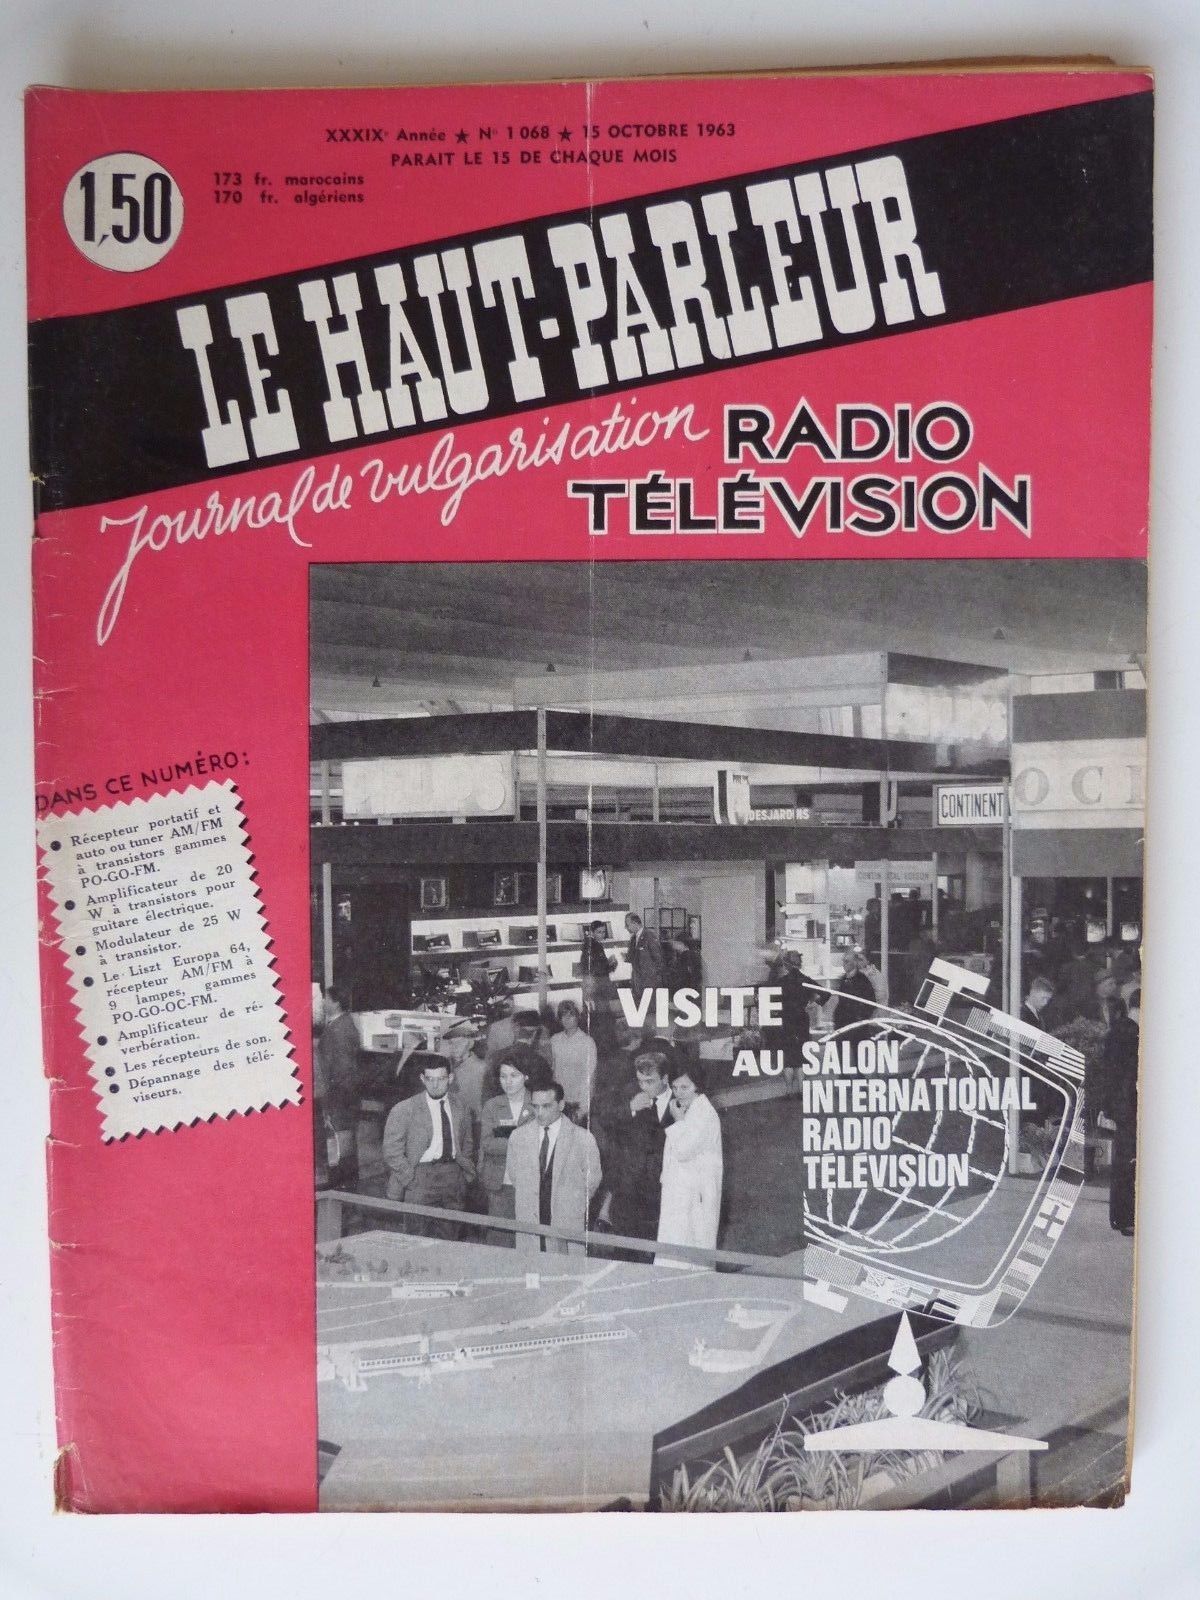 XXXIXe Année ★ N° 1 068 ★ 15 OCTOBRE 1963
PARAIT LE 15 DE CHAQUE MOIS
1,50
173 fr. marocains
170 fr. algériens
LE HAUT-PARLEUR
Journal de vulgarisation RADIO
TÉLÉVISION
DANS CE NUMÉRO:
● Récepteur portatif et
auto ou tuner AM/FM
à transistors gammes
PO-GO-FM.
● Amplificateur de 20
W à transistors pour
guitare électrique.
● Modulateur de 25 W
à transistor.
● Le Liszt Europa 64,
récepteur AM/FM à
9 lampes, gammes
PO-GO-OC-FM.
● Amplificateur de ré-
verbération.
● Les récepteurs de son.
● Dépannage des télé-
viseurs.
DESJARDINS
CONTINENT
OCE
CONTINENTAL EDISON
VISITE
AU SALON
INTERNATIONAL
RADIO
TÉLÉVISION